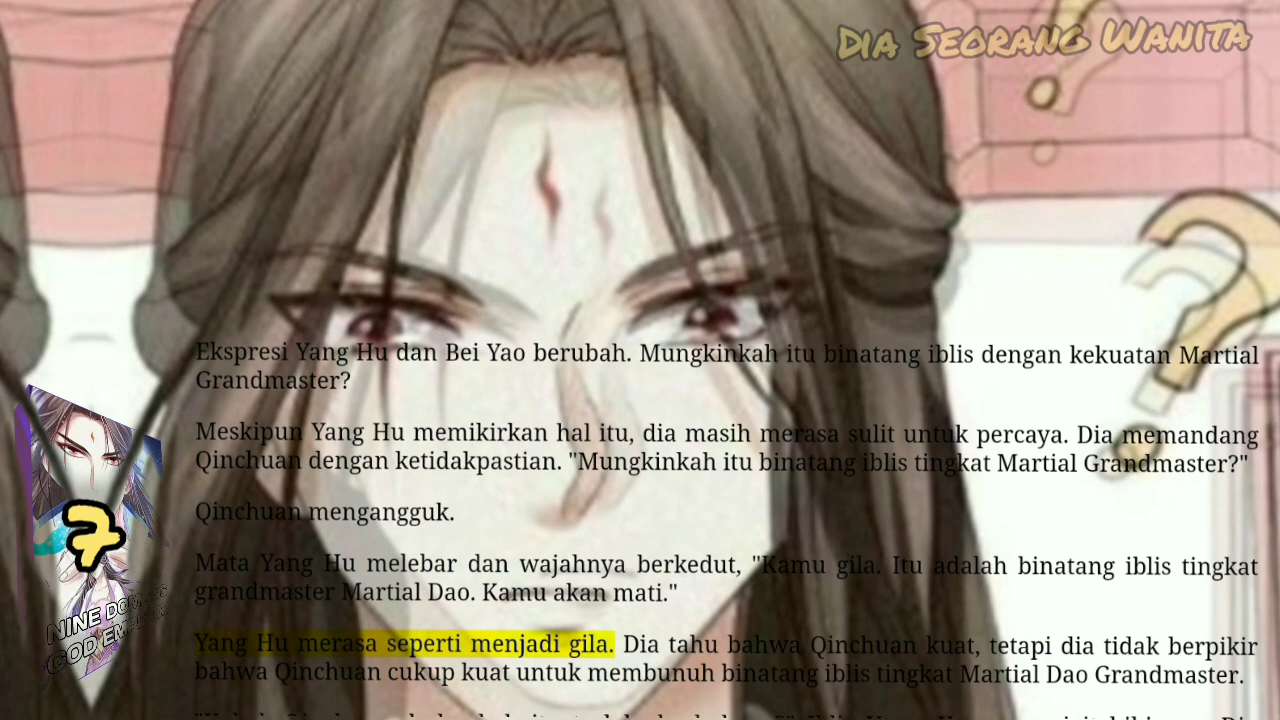 Dia Seorang Wanita
Ekspresi Yang Hu dan Bei Yao berubah. Mungkinkah itu binatang iblis dengan kekuatan Martial
Grandmaster?
Meskipun Yang Hu memikirkan hal itu, dia masih merasa sulit untuk percaya. Dia memandang
Qinchuan dengan ketidakpastian. "Mungkinkah itu binatang iblis tingkat Martial Grandmaster?"
Qinchuan mengangguk.
Mata Yang Hu melebar dan wajahnya berkedut, "Kamu gila. Itu adalah binatang iblis tingkat
grandmaster Martial Dao. Kamu akan mati."
Yang Hu merasa seperti menjadi gila. Dia tahu bahwa Qinchuan kuat, tetapi dia tidak berpikir
bahwa Qinchuan cukup kuat untuk membunuh binatang iblis tingkat Martial Dao Grandmaster.
7
NINE
GOD